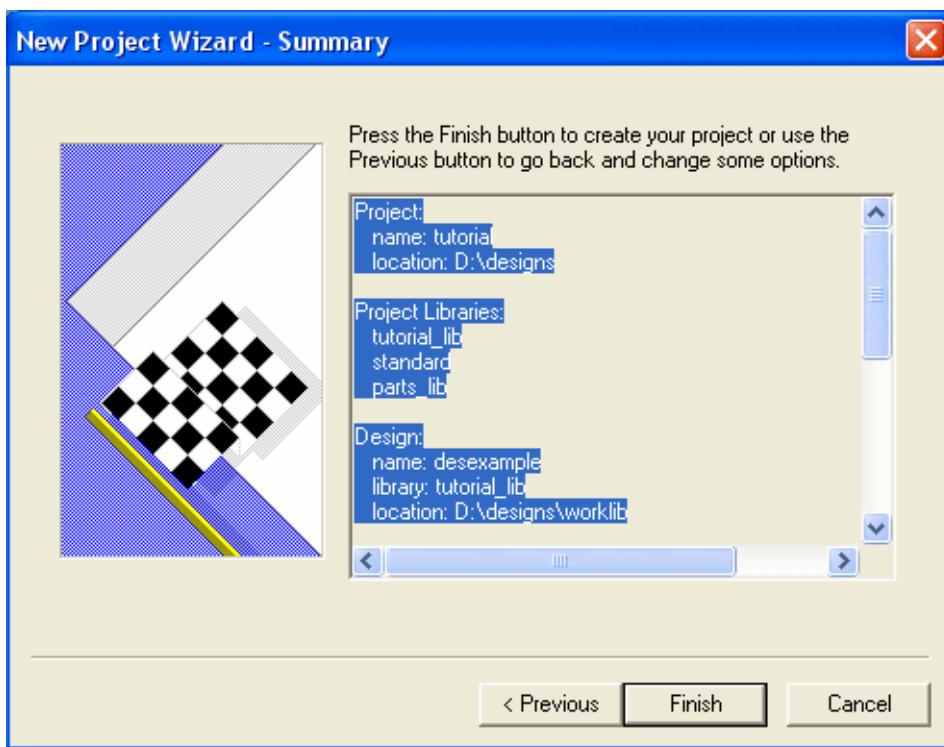 New Project Wizard - Summary
Press the Finish button to create your project or use the
Previous button to go back and change some options.
Project:
name: tutorial
location: D:\designs
Project Libraries:
tutorial_lib
standard
parts_lib
Design:
name: desexample
library: tutorial_lib
location: D:\designs\worklib
< Previous
Finish
Cancel